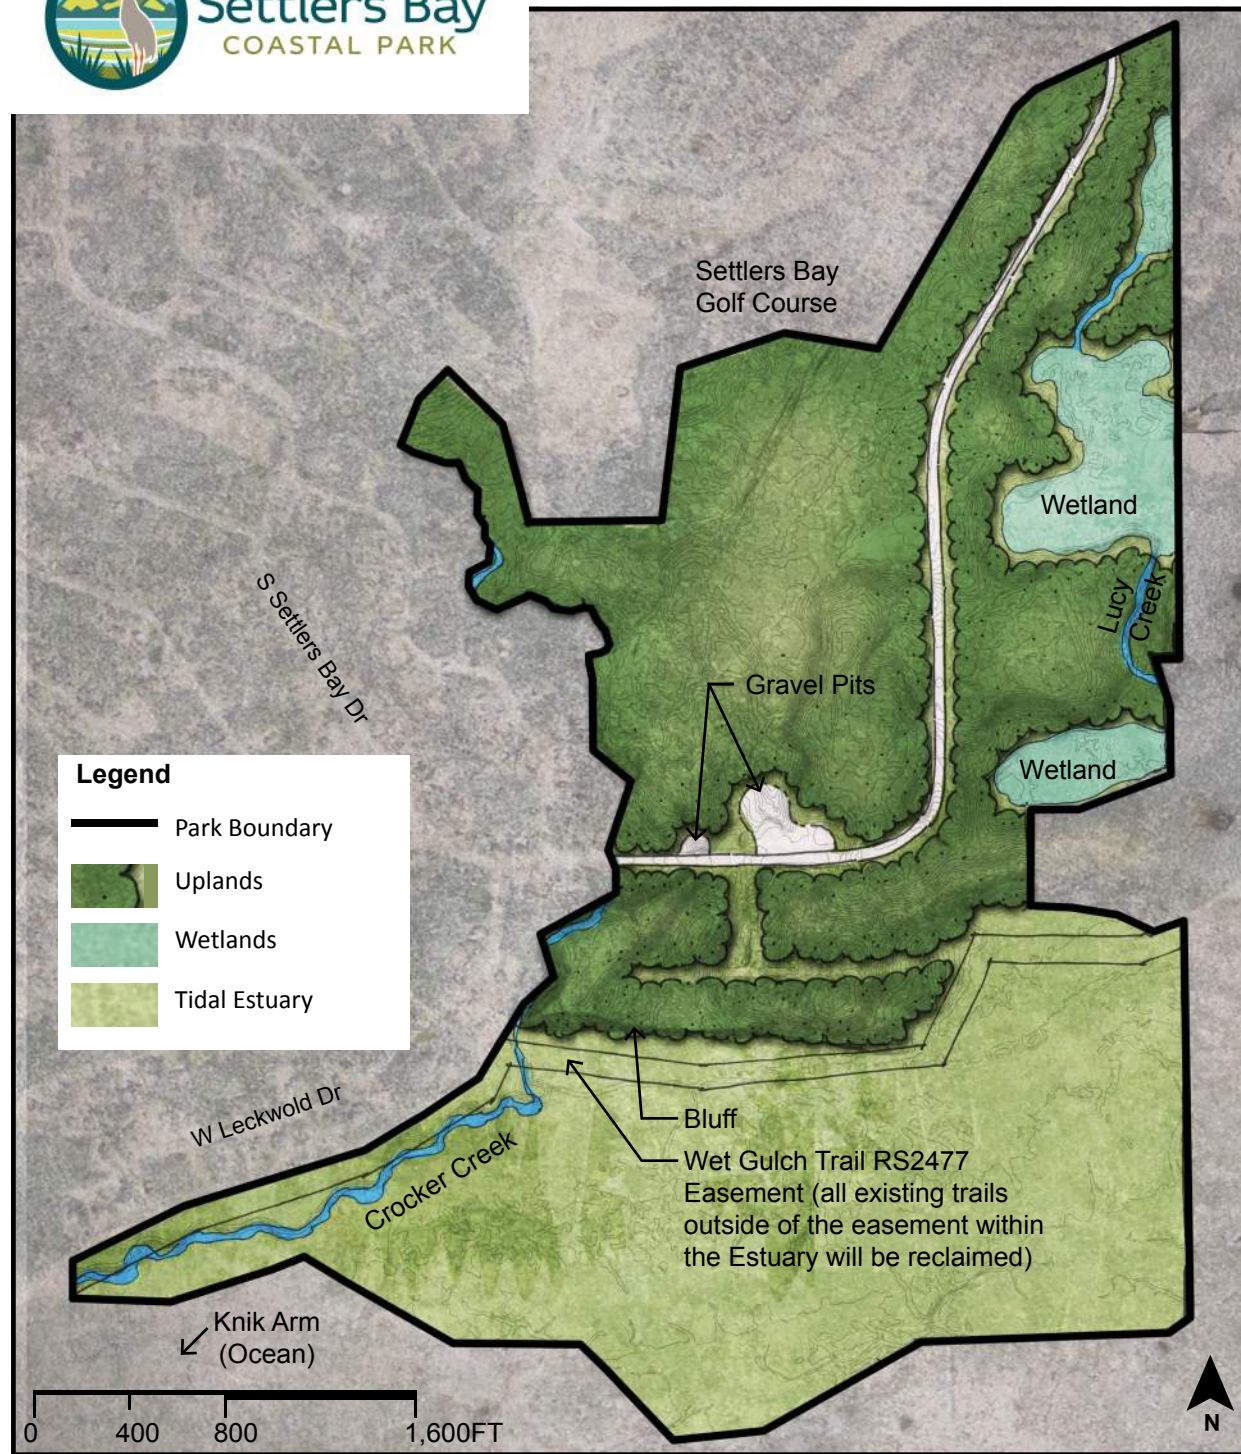 Settlers Bay
COASTAL PARK
Settlers Bay
Golf Course
Wetland
Lucy
Creek
S Settlers Bay Dr
Gravel Pits
Wetland
Legend
Park Boundary
Uplands
Wetlands
Tidal Estuary
W Leckwold Dr
Crocker Creek
Bluff
Wet Gulch Trail RS2477
Easement (all existing trails
outside of the easement within
the Estuary will be reclaimed)
Knik Arm
(Ocean)
0 400 800 1,600FT
N